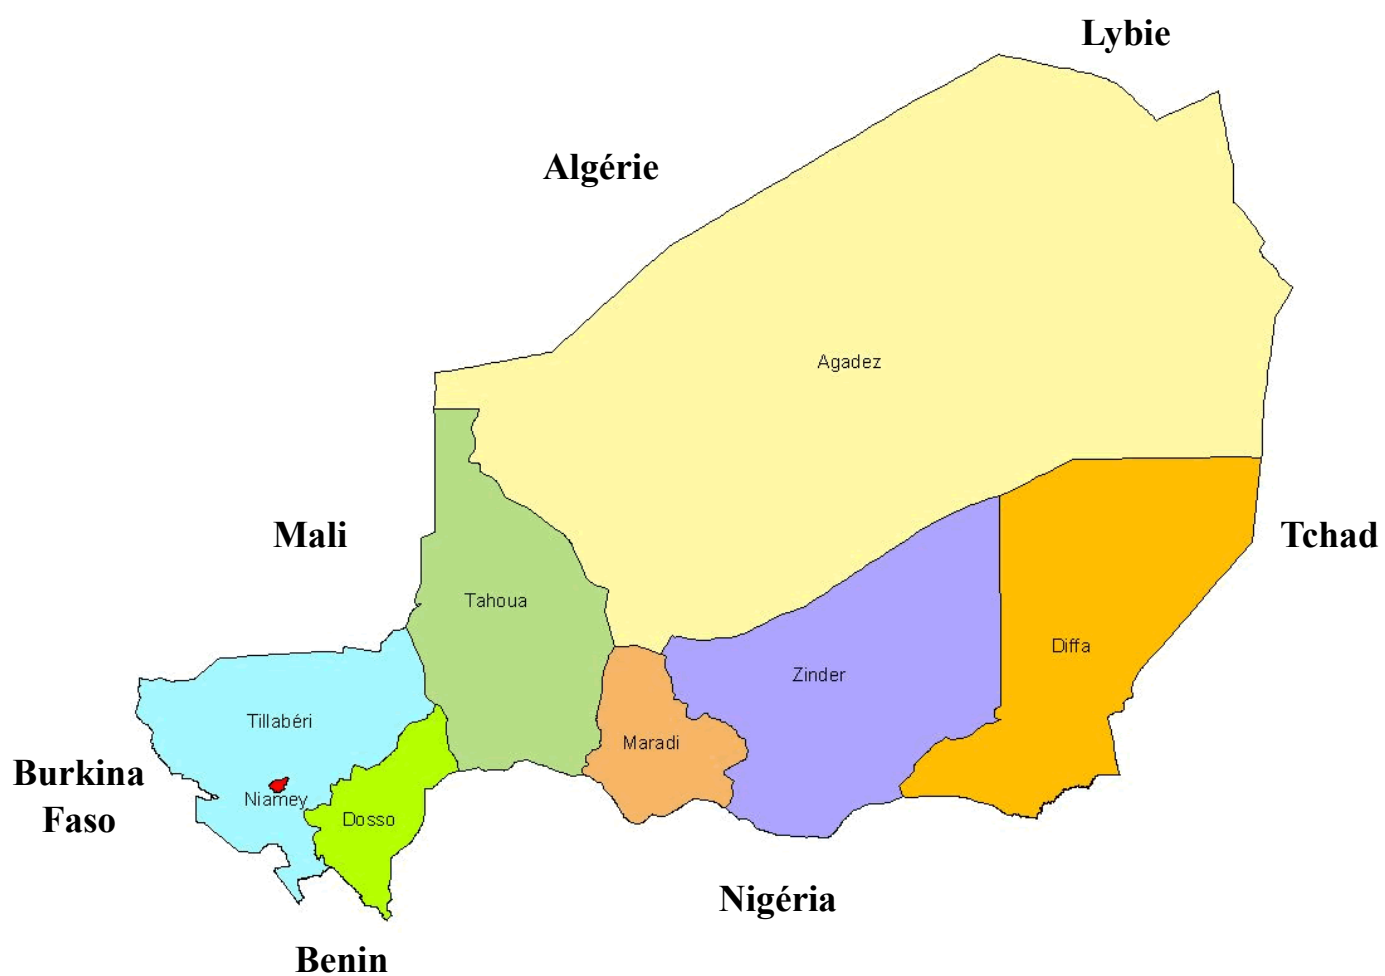 Lybie
Algérie
Agadez
Mali
Tchad
Tahoua
Diffa
Zinder
Tillabéri
Maradi
Burkina
Faso
Niamey
Dosso
Nigéria
Benin